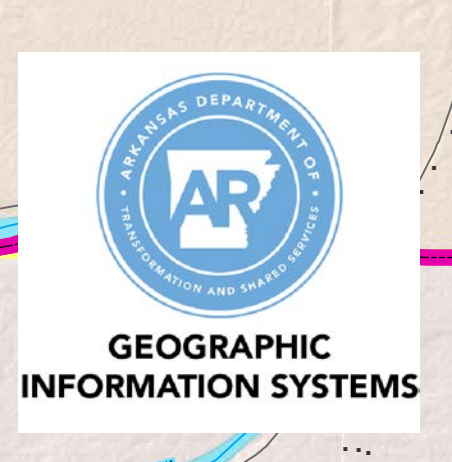 ARKANSAS DEPARTMENT OF
TRANSFORMATION AND SHARED SERVICES
AR
GEOGRAPHIC
INFORMATION SYSTEMS